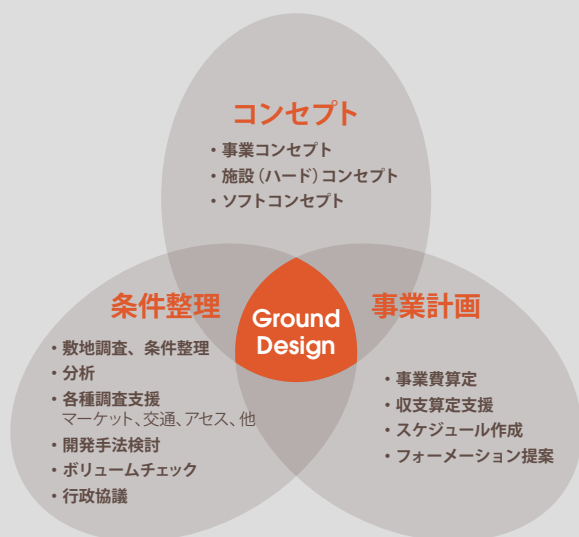 コンセプト
・事業コンセプト
・施設（ハード）コンセプト
・ソフトコンセプト
条件整理
・敷地調査、条件整理
・分析
・各種調査支援
マーケット、交通、アセス、他
・開発手法検討
・ボリュームチェック
・行政協議
Ground
Design
事業計画
・事業費算定
・収支算定支援
・スケジュール作成
・フォーメーション提案